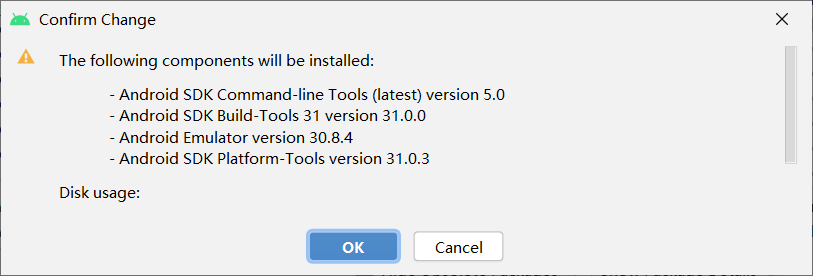 Confirm Change
The following components will be installed:
- Android SDK Command-line Tools (latest) version 5.0
- Android SDK Build-Tools 31 version 31.0.0
- Android Emulator version 30.8.4
- Android SDK Platform-Tools version 31.0.3
Disk usage:
OK
Cancel